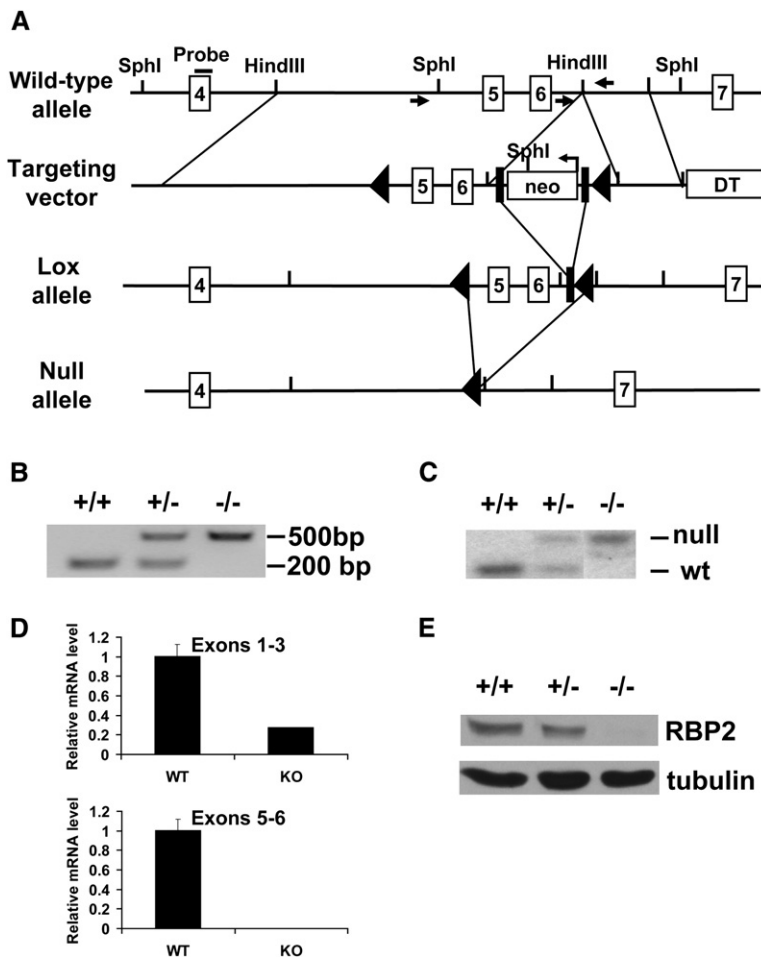 A
Probe
SphI HindIII SphI HindIII SphI
Wild-type allele 4 5 6 7
SphI
Targeting vector 5 6 neo DT
Lox allele 4 5 6 7
Null allele 4 7
B
+/+ +/- -/-
500bp
200 bp
C
+/+ +/- -/-
null
wt
D
Exons 1-3
Relative mRNA level
1.2
1
0.8
0.6
0.4
0.2
0
WT KO
Exons 5-6
Relative mRNA level
1.2
1
0.8
0.6
0.4
0.2
0
WT KO
E
+/+ +/- -/-
RBP2
tubulin